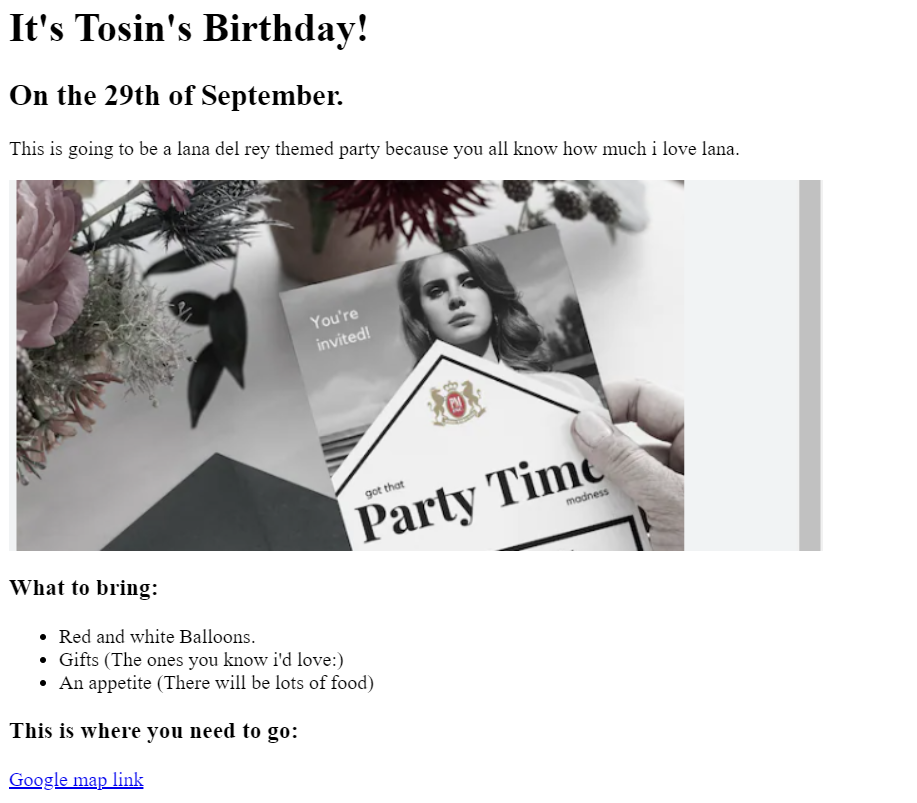 It's Tosin's Birthday!
On the 29th of September.
This is going to be a lana del rey themed party because you all know how much i love lana.
You're
invited!
PM
got that
Party Time
madness
What to bring:
Red and white Balloons.
Gifts (The ones you know i'd love:)
An appetite (There will be lots of food)
This is where you need to go:
Google map link